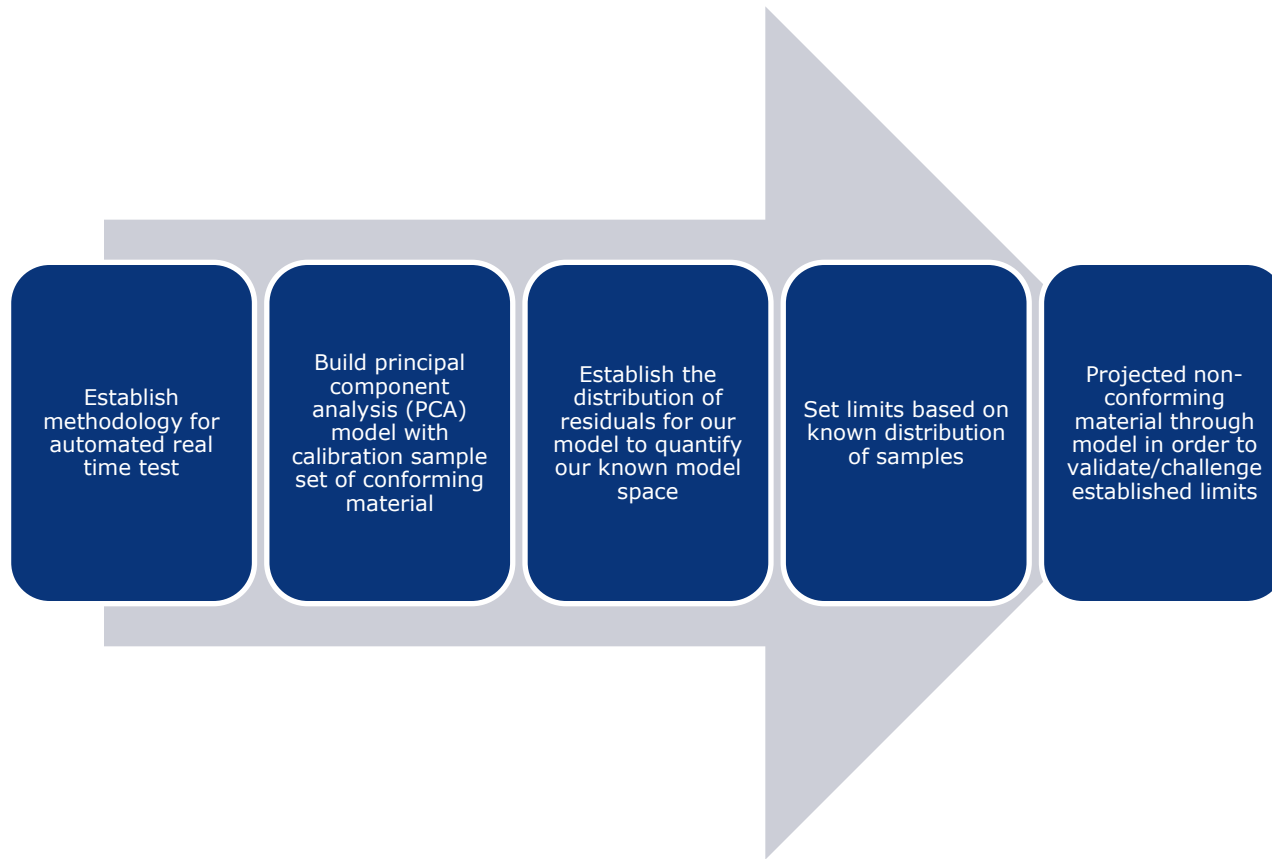 Establish
methodology for
automated real
time test
Build principal
component
analysis (PCA)
model with
calibration sample
set of conforming
material
Establish the
distribution of
residuals for our
model to quantify
our known model
space
Set limits based on
known distribution
of samples
Projected non-
conforming
material through
model in order to
validate/challenge
established limits